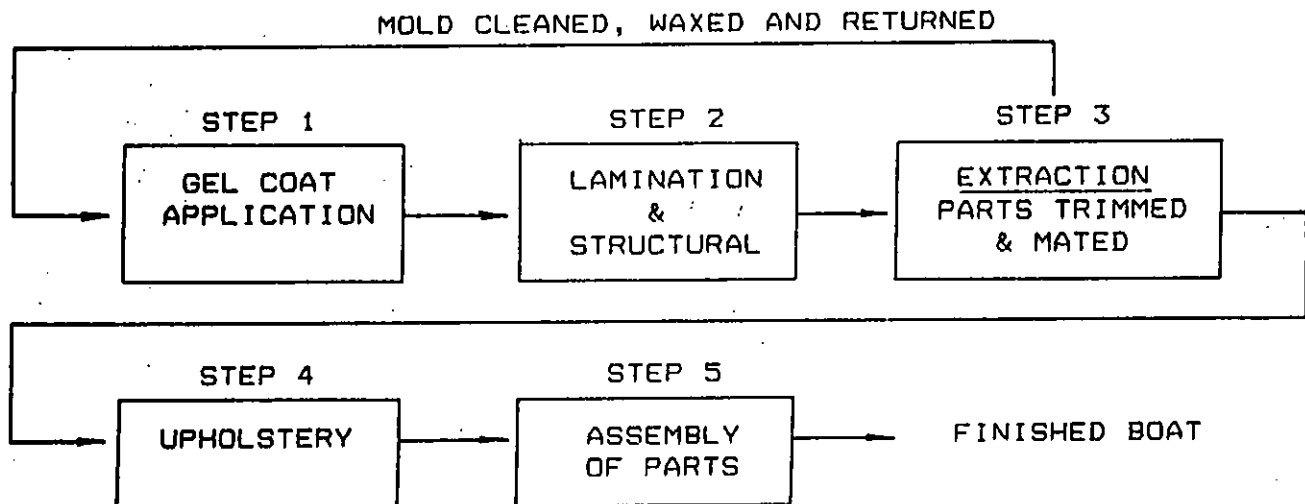 MOLD CLEANED, WAXED AND RETURNED
STEP 1
GEL COAT
APPLICATION
STEP 2
LAMINATION
&
STRUCTURAL
STEP 3
EXTRACTION
PARTS TRIMMED
& MATED
STEP 4
UPHOLSTERY
STEP 5
ASSEMBLY
OF PARTS
FINISHED BOAT